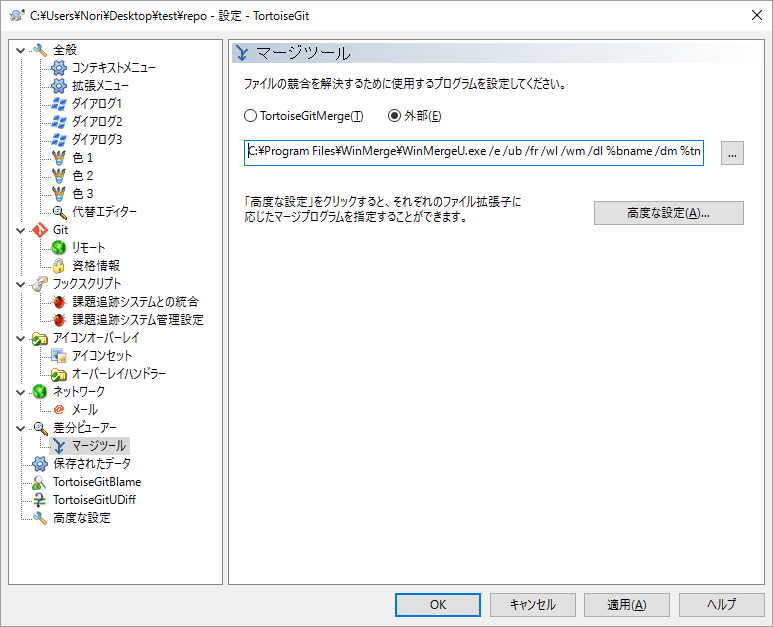 C:¥Users¥Nori¥Desktop¥test¥repo - 設定 - TortoiseGit
全般
コンテキストメニュー
拡張メニュー
ダイアログ1
ダイアログ2
ダイアログ3
色 1
色 2
色 3
代替エディター
Git
リモート
資格情報
フックスクリプト
課題追跡システムとの統合
課題追跡システム管理設定
アイコンオーバーレイ
アイコンセット
オーバーレイハンドラー
ネットワーク
メール
差分ビューアー
マージツール
保存されたデータ
TortoiseGitBlame
TortoiseGitUDiff
高度な設定
マージツール
ファイルの競合を解決するために使用するプログラムを設定してください。
TortoiseGitMerge(T) 外部(E)
C:¥Program Files¥WinMerge¥WinMergeU.exe /e /ub /fr /wl /wm /dl %bname /dm %tn
...
「高度な設定」をクリックすると、それぞれのファイル拡張子に
応じたマージプログラムを指定することができます。
高度な設定(A)...
OK キャンセル 適用(A) ヘルプ